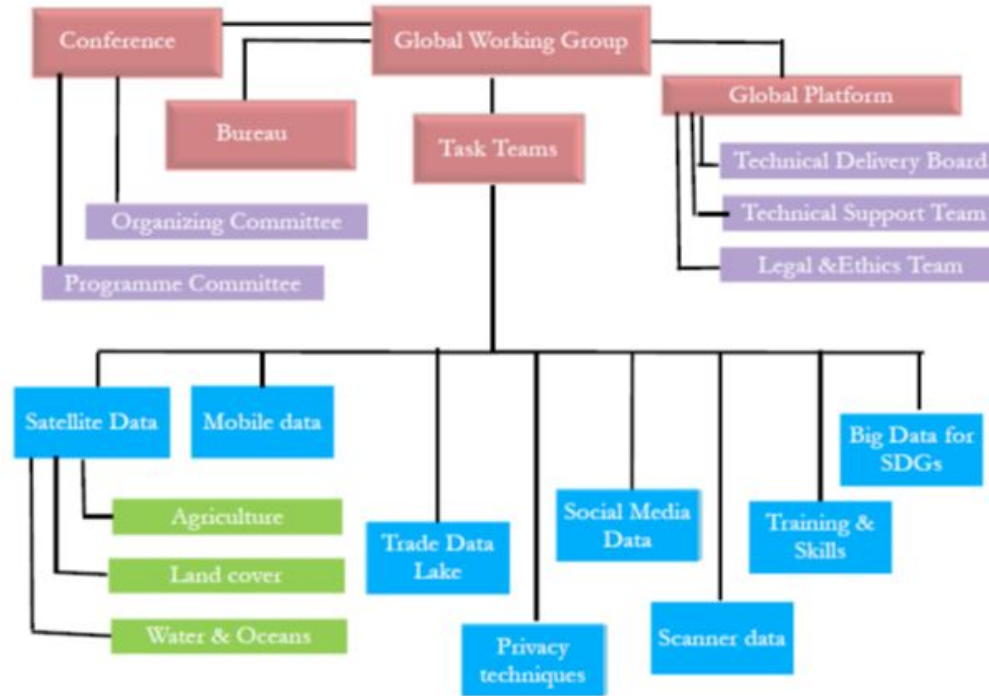 Conference
Global Working Group
Global Platform
Bureau
Task Teams
Technical Delivery Board
Technical Support Team
Legal &Ethics Team
Organizing Committee
Programme Committee
Satellite Data
Mobile data
Big Data for
SDGs
Agriculture
Land cover
Water & Oceans
Trade Data
Lake
Social Media
Data
Training &
Skills
Privacy
techniques
Scanner data